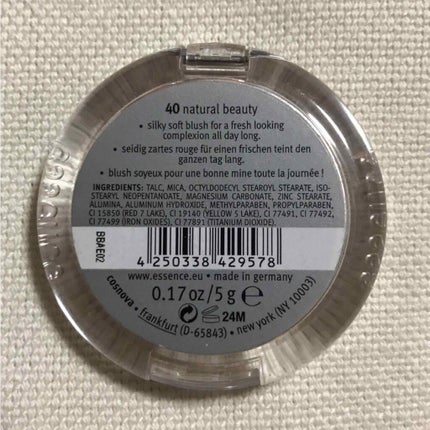 40 natural beauty
• silky soft blush for a fresh looking
complexion all day long.
• seidig zartes rouge für einen frischen teint den
ganzen tag lang.
• blush soyeux pour une bonne mine toute la journée !
INGREDIENTS: TALC, MICA, OCTYLDODECYL STEAROYL STEARATE, ISO-
STEARYL NEOPENTANOATE, MAGNESIUM CARBONATE, ZINC STEARATE,
ALUMINA, ALUMINUM HYDROXIDE, METHYLPARABEN, PROPYLPARABEN,
CI 15850 (RED 7 LAKE), CI 19140 (YELLOW 5 LAKE), CI 77491, CI 77492,
CI 77499 (IRON OXIDES), CI 77891 (TITANIUM DIOXIDE).
BBAE02
4 250338 429578
www.essence.eu • made in germany
0.17 oz/5 g ℮
24M
cosnova • frankfurt (D-65843) • new york (NY 10003)